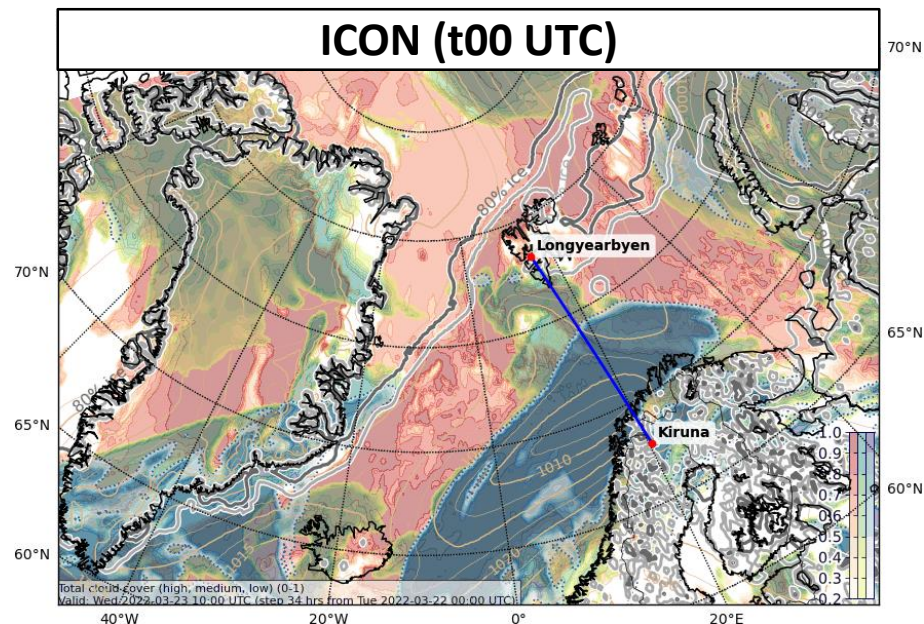 ICON (t00 UTC)
70°N
80% ice
Longyearbyen
70°N
65°N
80% ice
Kiruna
65°N
1.0
0.9
0.8
0.7
0.6
0.5
0.4
0.3
0.2
1010
60°N
60°N
Total cloud cover (high, medium, low) (0-1)
Valid: Wed 2022-03-23 10:00 UTC (step 34 hrs from Tue 2022-03-22 00:00 UTC)
40°W
20°W
0°
20°E